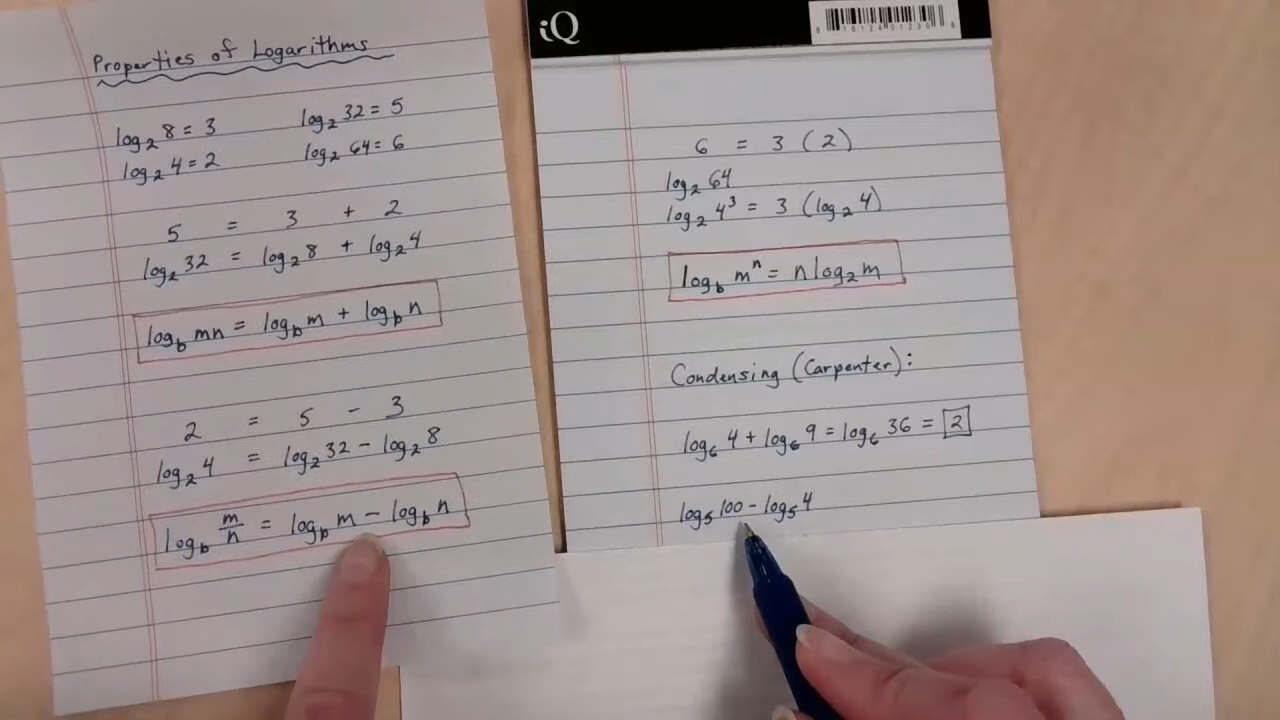 Properties of Logarithms
log₂ 8 = 3    log₂ 32 = 5
log₂ 4 = 2    log₂ 64 = 6
5 = 3 + 2
log₂ 32 = log₂ 8 + log₂ 4
log_b mn = log_b m + log_b n
2 = 5 - 3
log₂ 4 = log₂ 32 - log₂ 8
log_b m/n = log_b m - log_b n
iQ
6 = 3 (2)
log₂ 64
log₂ 4³ = 3 (log₂ 4)
log_b mⁿ = n log₂ m
Condensing (Carpenter):
log₆ 4 + log₆ 9 = log₆ 36 = 2
log₅ 100 - log₅ 4